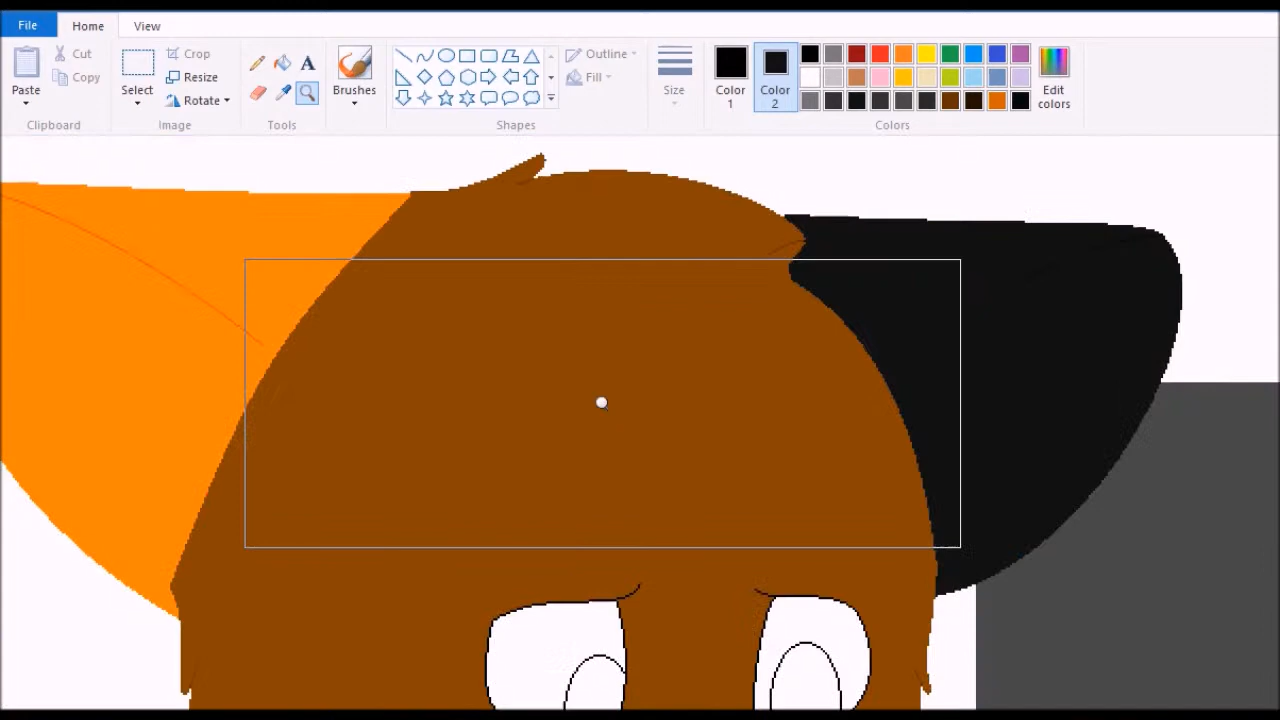 File
Home
View
Paste
Cut
Copy
Clipboard
Select
Crop
Resize
Rotate
Image
A
Tools
Brushes
Outline
Fill
Shapes
Size
Color
1
Color
2
Edit
colors
Colors